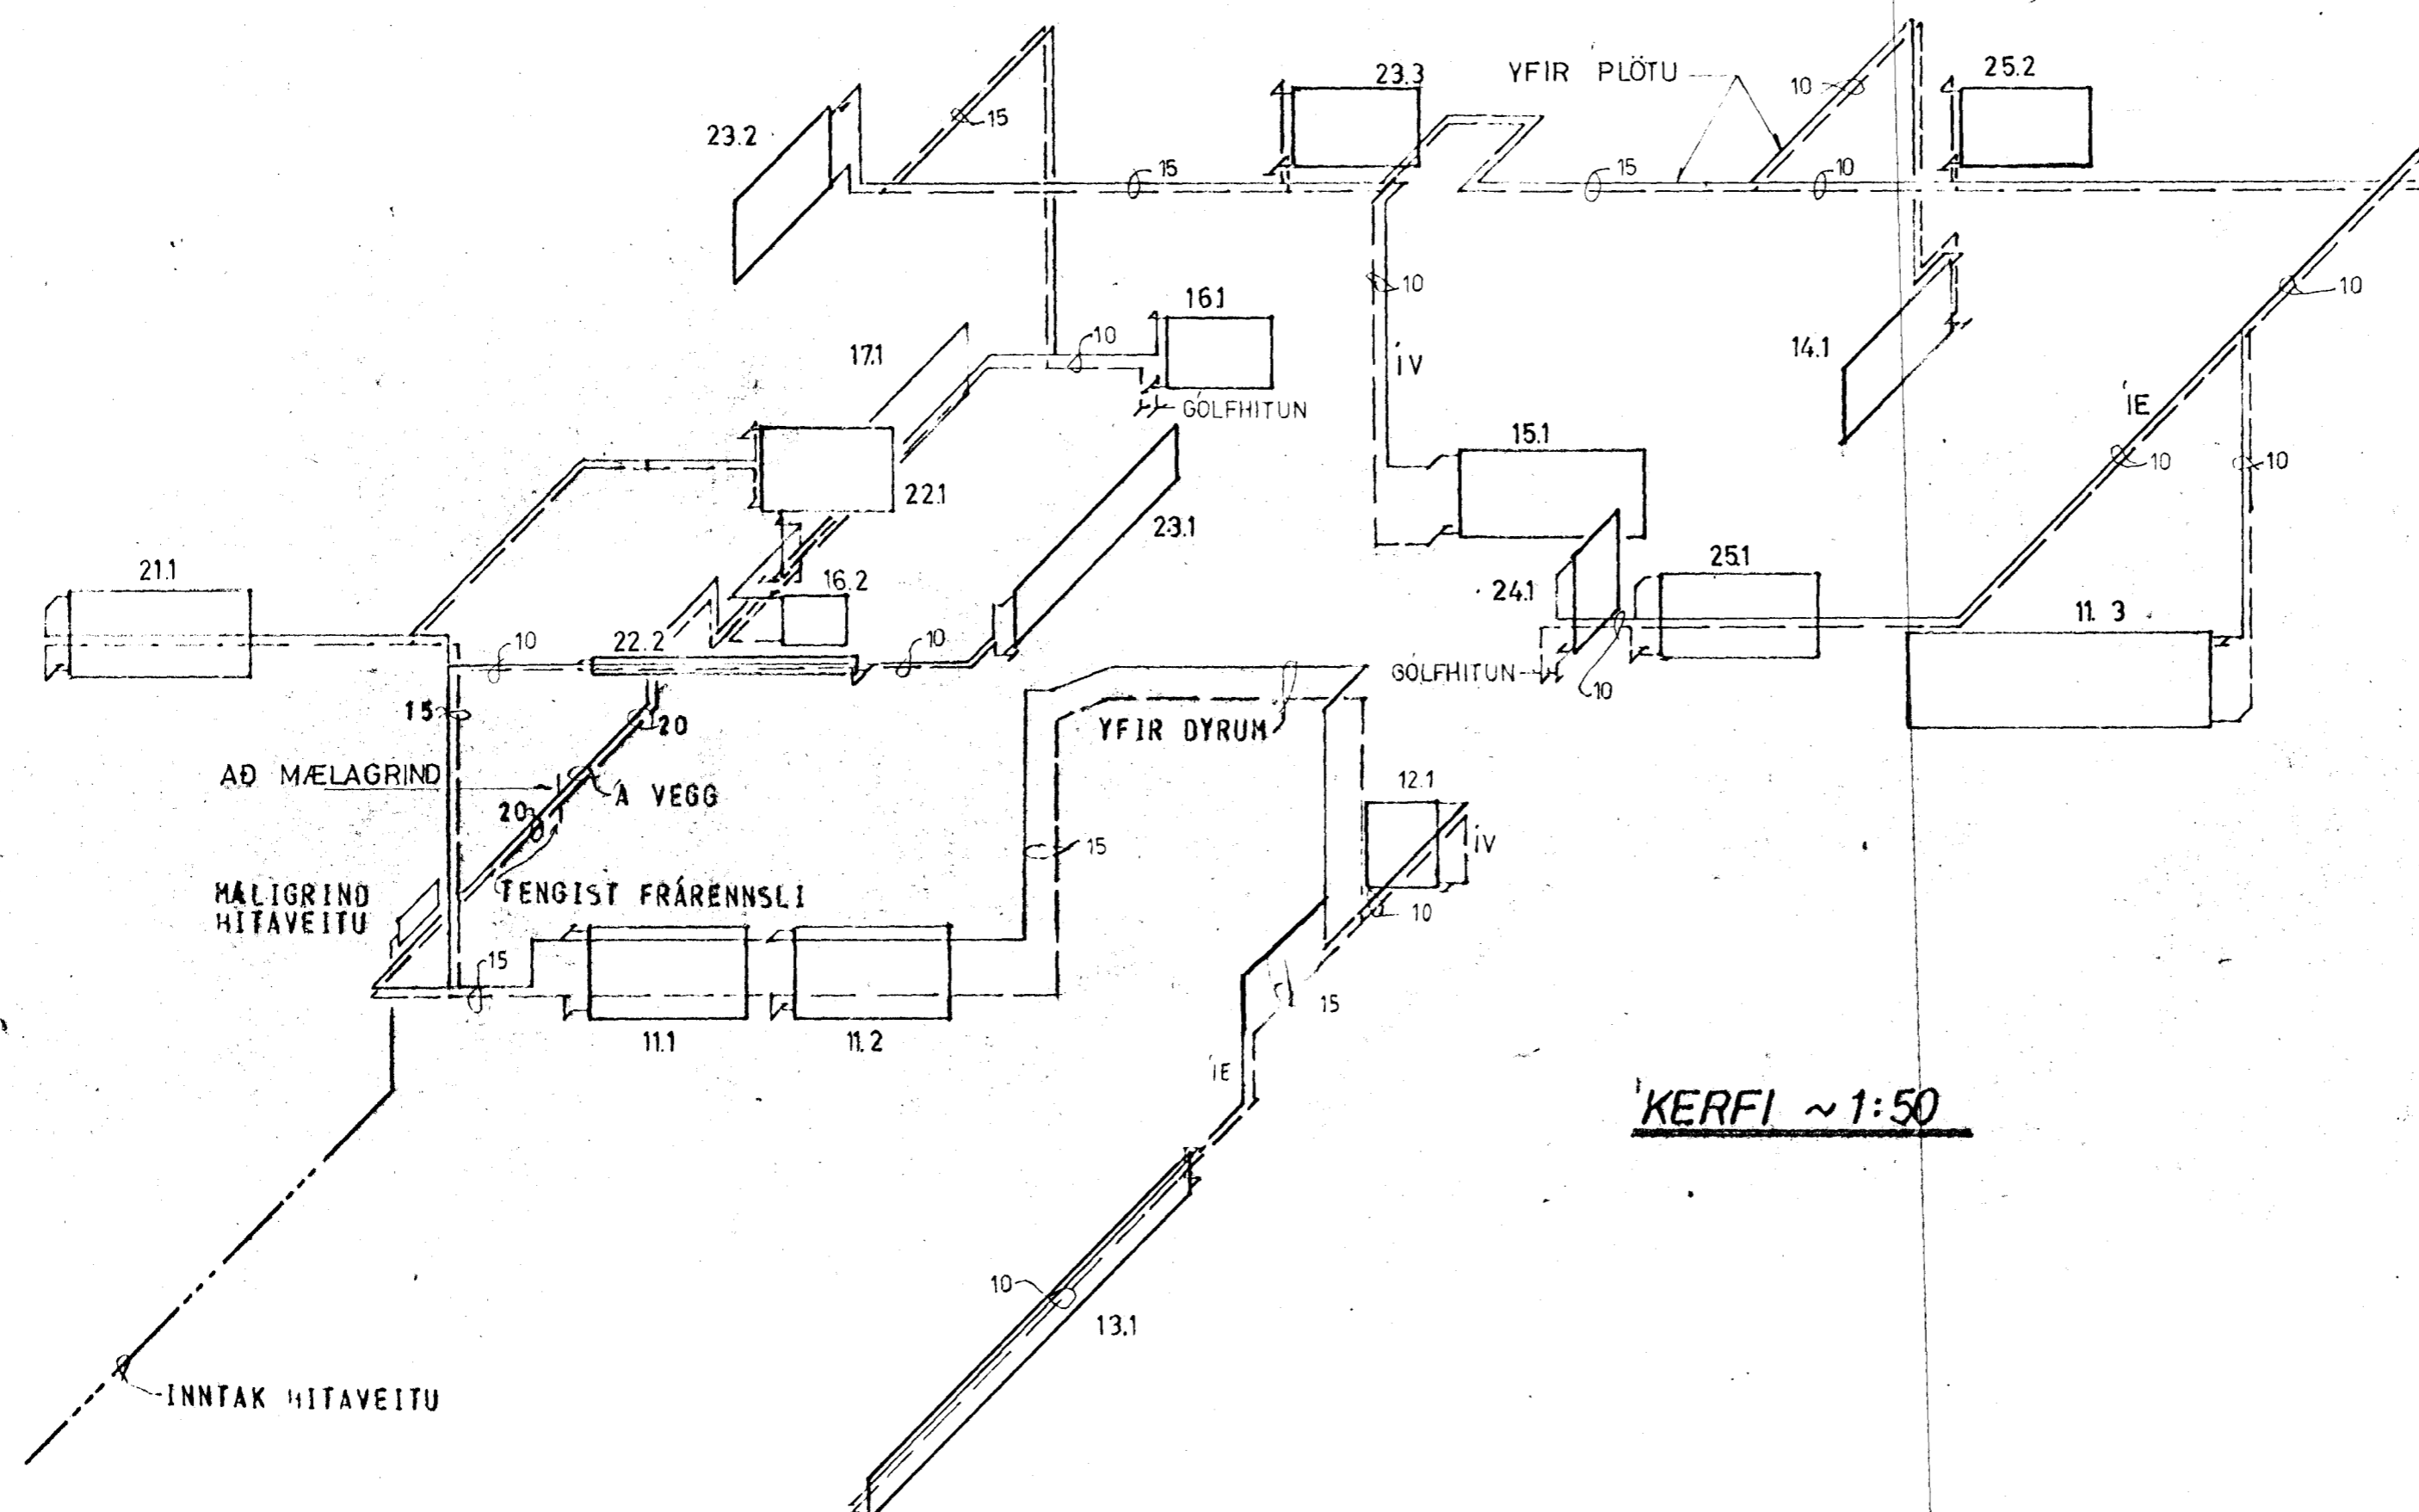 23.3
YFIR PLÖTU
25.2
10
15
23.2
15
15
10
10
10
16.1
10
17.1
ÍV
14.1
GÓLFHITUN
ÍE
15.1
10
10
22.1
23.1
21.1
16.2
24.1
25.1
11.3
10
22.2
10
GÓLFHITUN
10
15
20
YFIR DYRUM
AÐ MÆLAGRIND
Á VEGG
12.1
20
15
ÍV
MÆLIGRIND
HITAVEITU
TENGIST FRÁRENNSLI
10
15
15
11.1
11.2
ÍE
KERFI ~1:50
10
13.1
INNTAK HITAVEITU